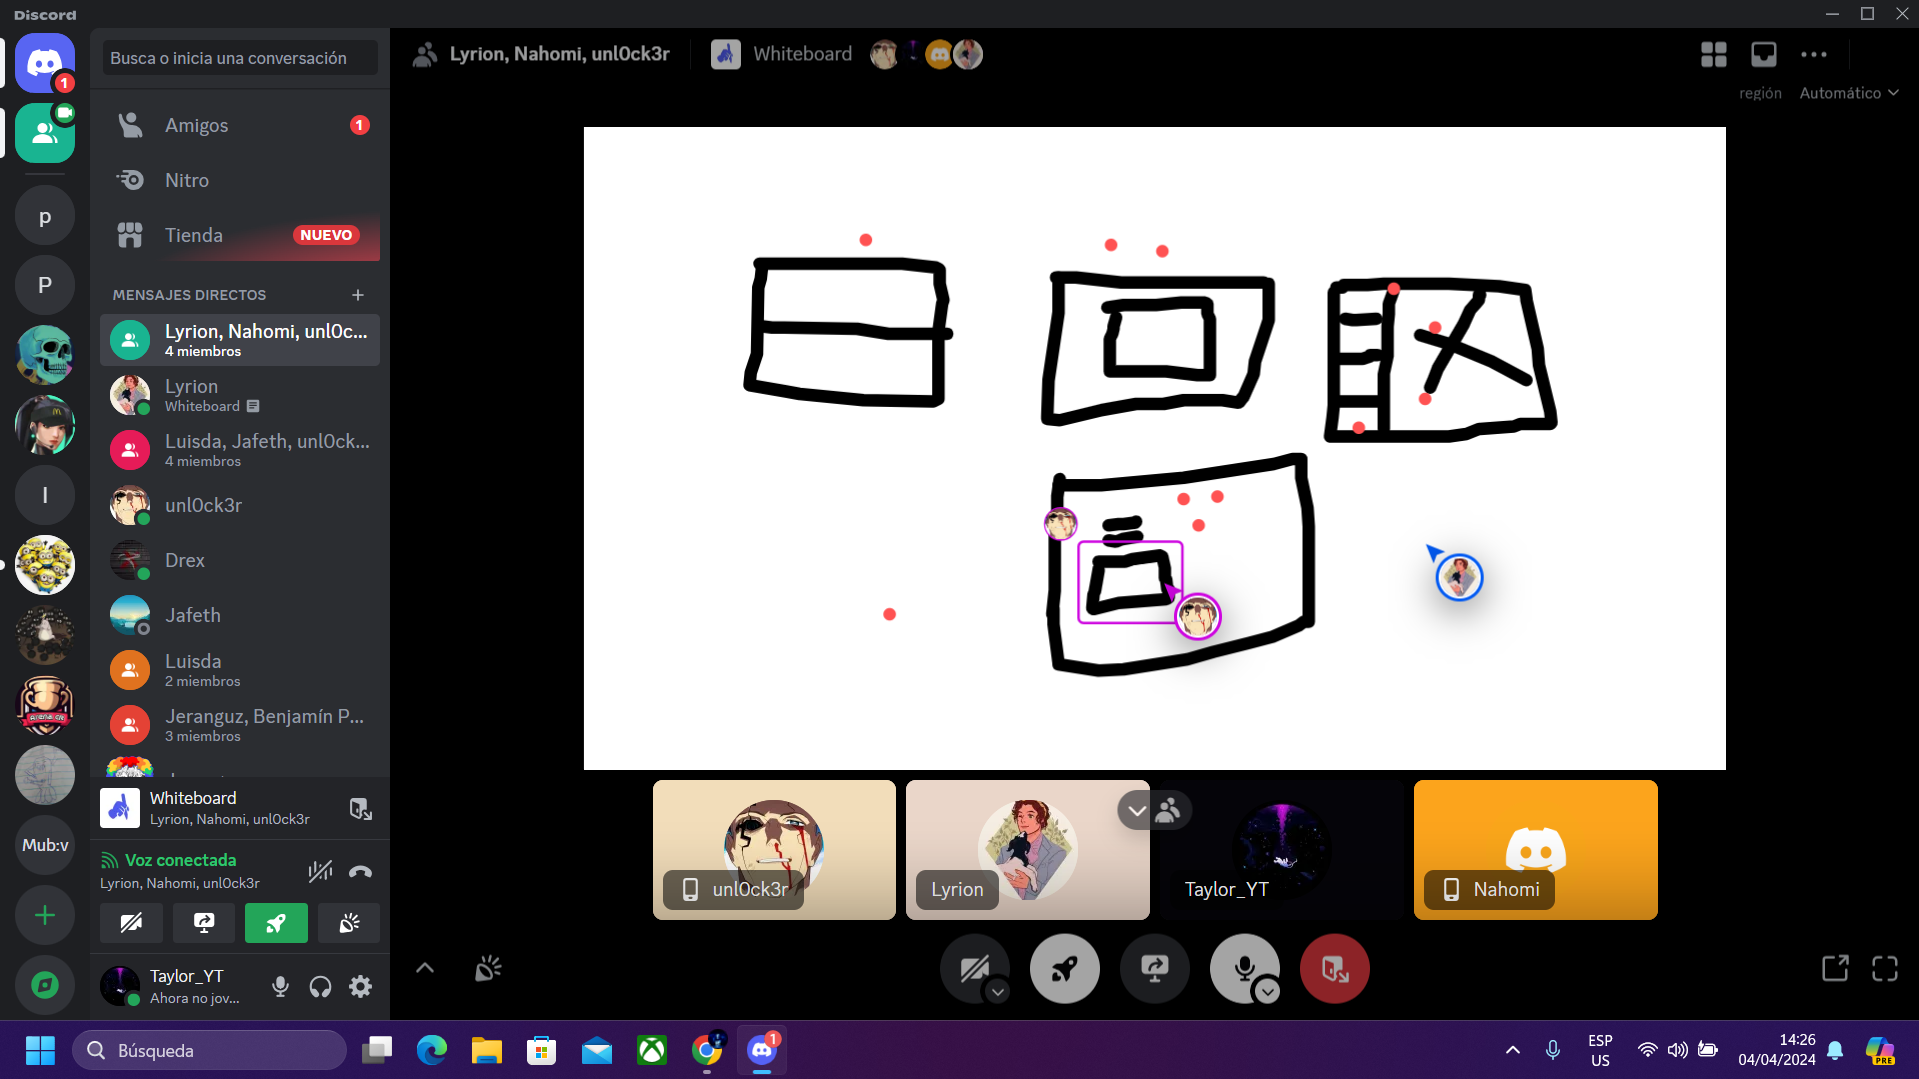 Discord
Busca o inicia una conversación
1
Amigos
1
Nitro
Tienda
NUEVO
MENSAJES DIRECTOS
Lyrion, Nahomi, unl0c...
4 miembros
Lyrion
Whiteboard
Luisda, Jafeth, unl0ck...
4 miembros
unl0ck3r
Drex
Jafeth
Luisda
2 miembros
Jeranguz, Benjamín P...
3 miembros
p
P
I
Mub:v
Whiteboard
Lyrion, Nahomi, unl0ck3r
Voz conectada
Lyrion, Nahomi, unl0ck3r
Taylor_YT
Ahora no jov...
Lyrion, Nahomi, unl0ck3r
Whiteboard
región
Automático
unl0ck3r
Lyrion
Taylor_YT
Nahomi
Búsqueda
1
ESP
US
14:26
04/04/2024
PRE